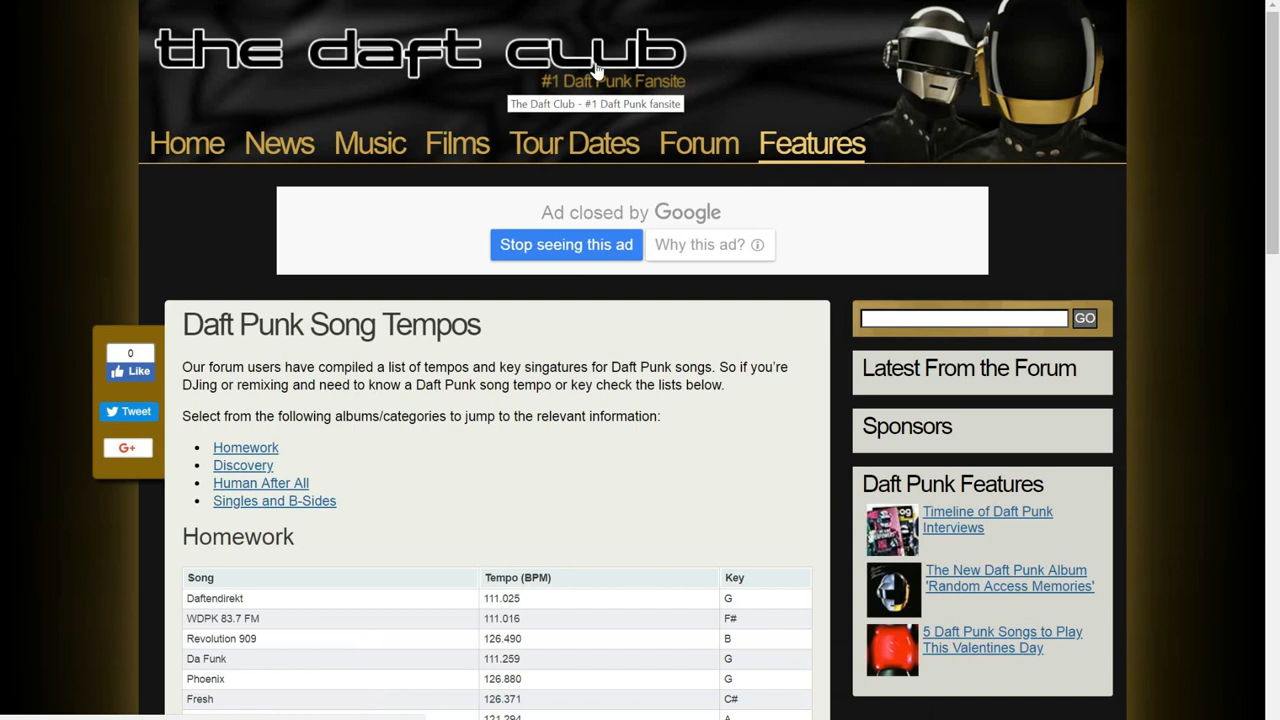 the daft club
#1 Daft Punk Fansite
The Daft Club - #1 Daft Punk fansite
Home News Music Films Tour Dates Forum Features
Ad closed by Google
Stop seeing this ad
Why this ad?
Daft Punk Song Tempos
Our forum users have compiled a list of tempos and key singatures for Daft Punk songs. So if you're
DJing or remixing and need to know a Daft Punk song tempo or key check the lists below.
Select from the following albums/categories to jump to the relevant information:
Homework
Discovery
Human After All
Singles and B-Sides
Homework
Song Tempo (BPM) Key
Daftendirekt 111.025 G
WDPK 83.7 FM 111.016 F#
Revolution 909 126.490 B
Da Funk 111.259 G
Phoenix 126.880 G
Fresh 126.371 C#
121.294 A
0
Like
Tweet
G+
GO
Latest From the Forum
Sponsors
Daft Punk Features
Timeline of Daft Punk
Interviews
The New Daft Punk Album
'Random Access Memories'
5 Daft Punk Songs to Play
This Valentines Day